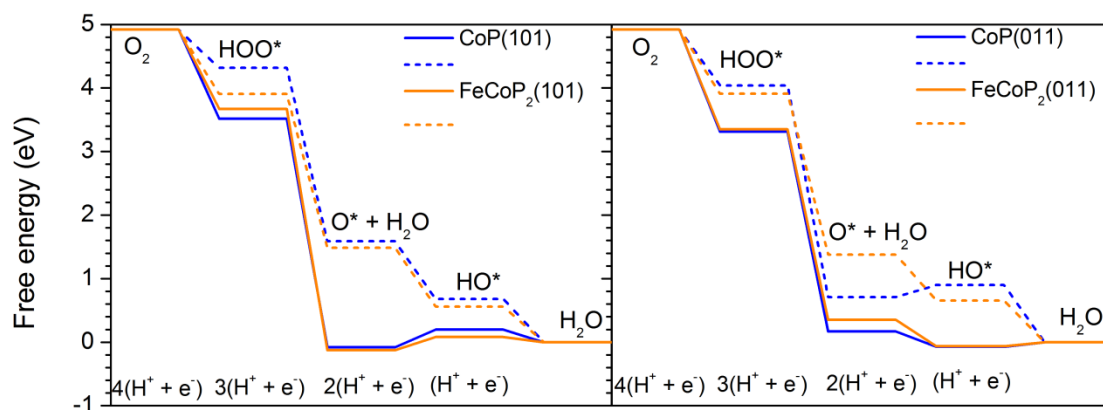 Free energy (eV)
5
4
3
2
1
0
-1
O₂
HOO*
O* + H₂O
HO*
H₂O
CoP(101)
FeCoP₂(101)
4(H⁺ + e⁻) 3(H⁺ + e⁻) 2(H⁺ + e⁻) (H⁺ + e⁻)
O₂
HOO*
O* + H₂O
HO*
H₂O
CoP(011)
FeCoP₂(011)
4(H⁺ + e⁻) 3(H⁺ + e⁻) 2(H⁺ + e⁻) (H⁺ + e⁻)